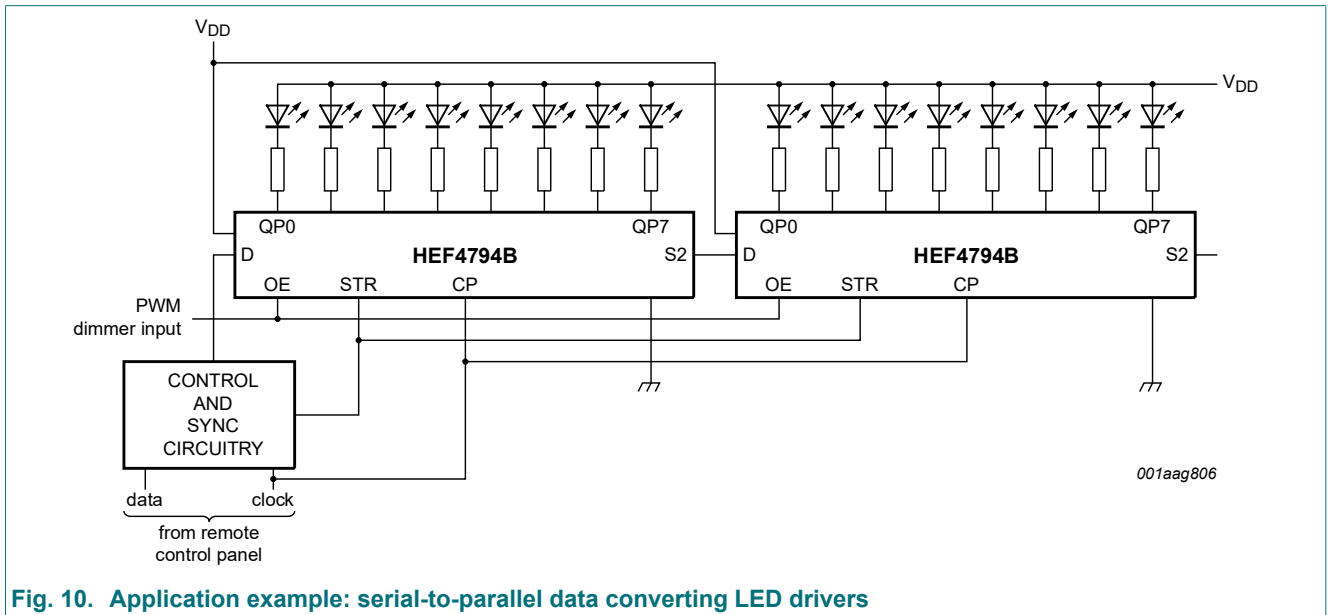 VDD
VDD
QP0 QP7 QP0 QP7
D HEF4794B S2 D HEF4794B S2
OE STR CP OE STR CP
PWM
dimmer input
CONTROL
AND
SYNC
CIRCUITRY
001aag806
data clock
from remote
control panel
Fig. 10. Application example: serial-to-parallel data converting LED drivers